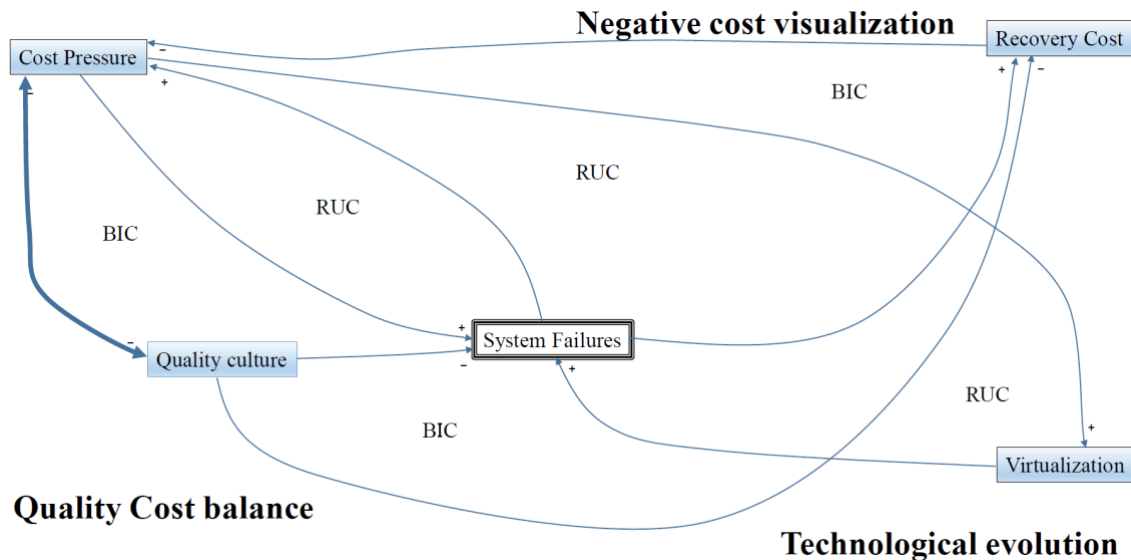 Negative cost visualization
Recovery Cost
Cost Pressure
−
+
+
−
−
BIC
RUC
RUC
BIC
+
System Failures
−
Quality culture
−
+
BIC
RUC
+
Virtualization
Quality Cost balance
Technological evolution